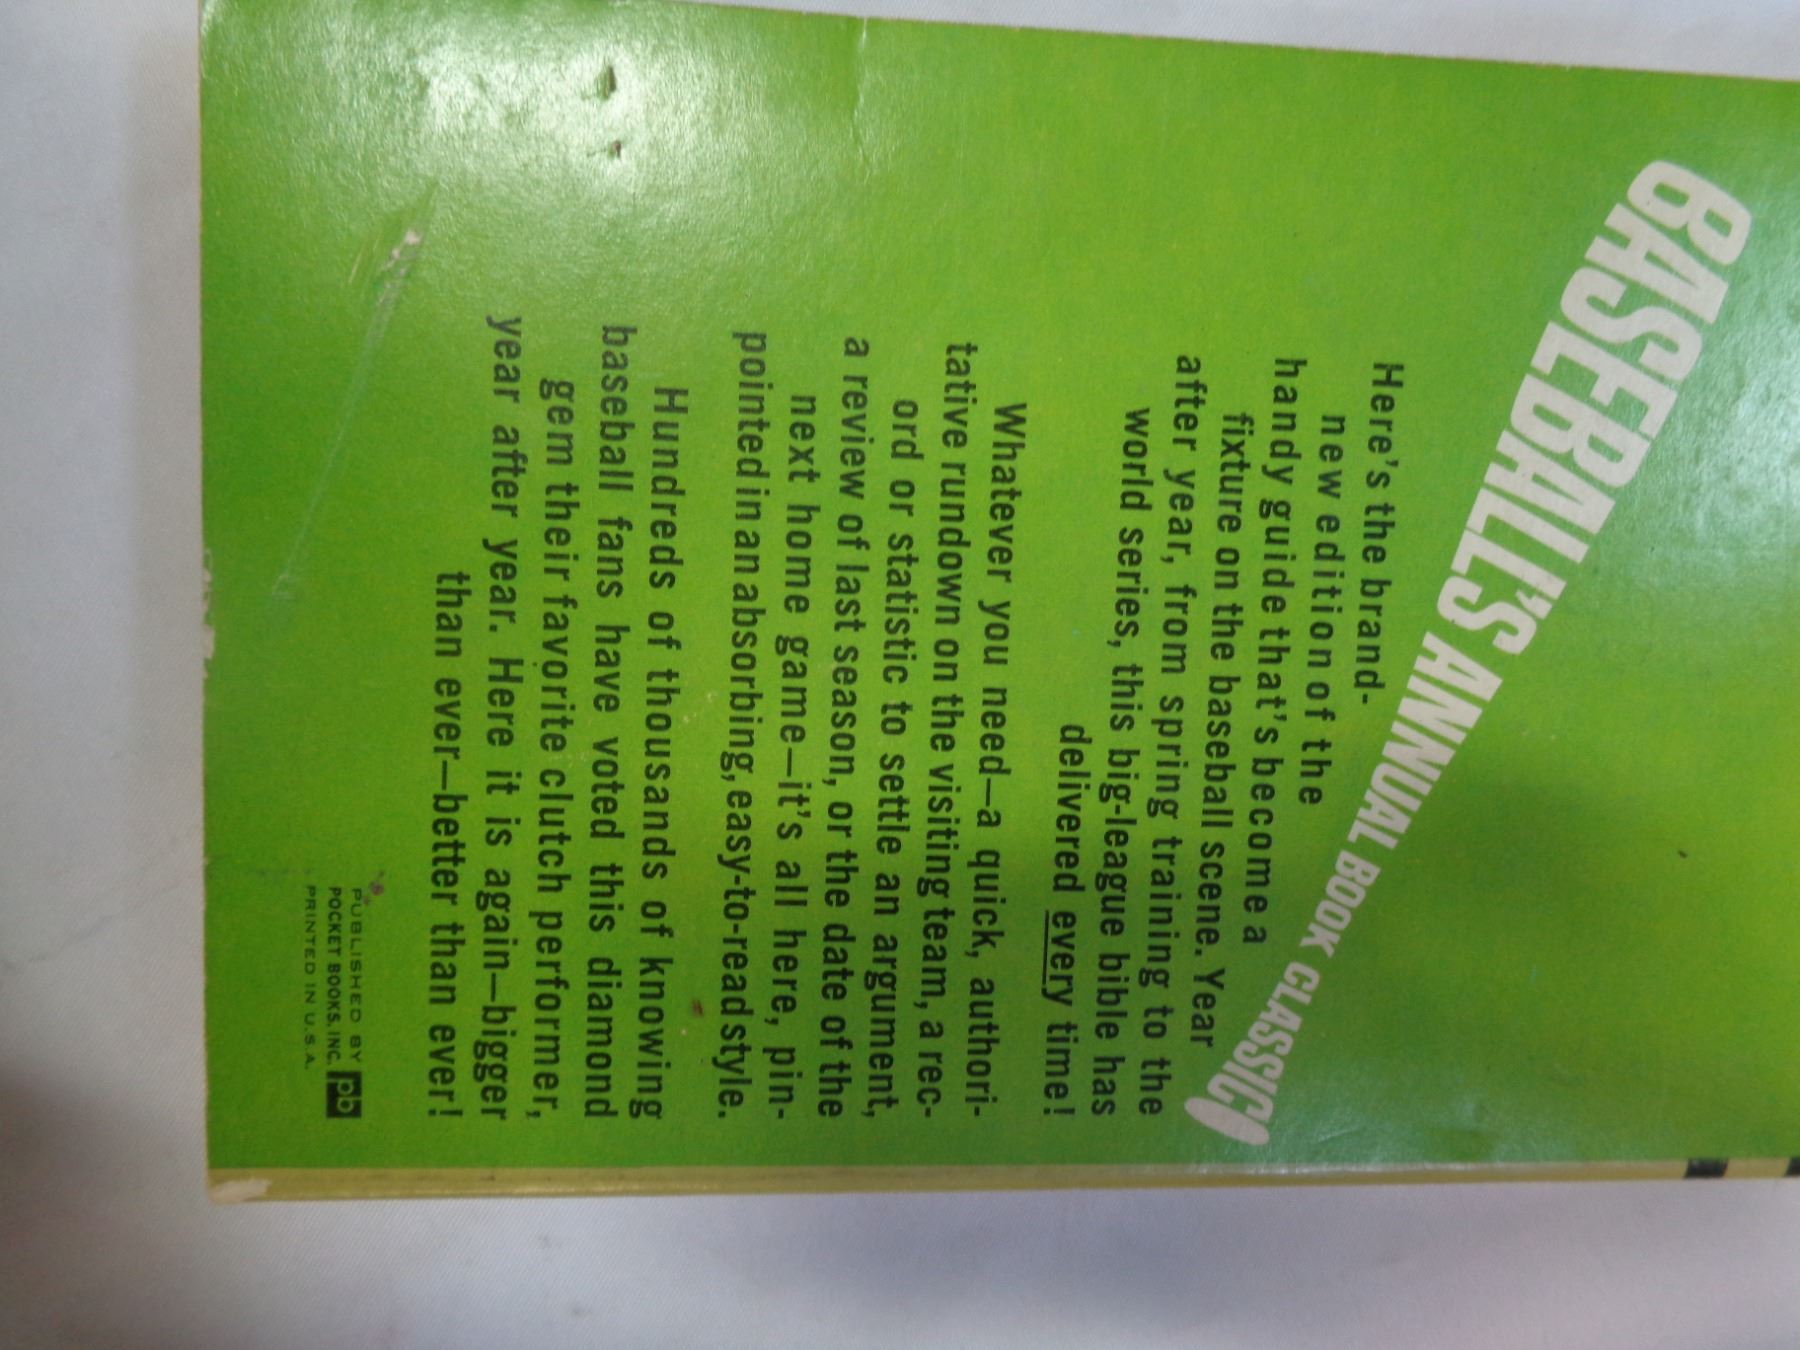 BASEBALL'S ANNUAL BOOK CLASSIC
Here's the brand-
new edition of the
handy guide that's become a
fixture on the baseball scene. Year
after year, from spring training to the
world series, this big-league bible has
delivered every time!
Whatever you need—a quick, authori-
tative rundown on the visiting team, a rec-
ord or statistic to settle an argument,
a review of last season, or the date of the
next home game—it's all here, pin-
pointed in an absorbing, easy-to-read style.
Hundreds of thousands of knowing
baseball fans have voted this diamond
gem their favorite clutch performer,
year after year. Here it is again—bigger
than ever—better than ever!
PUBLISHED BY
POCKET BOOKS, INC. pb
PRINTED IN U.S.A.